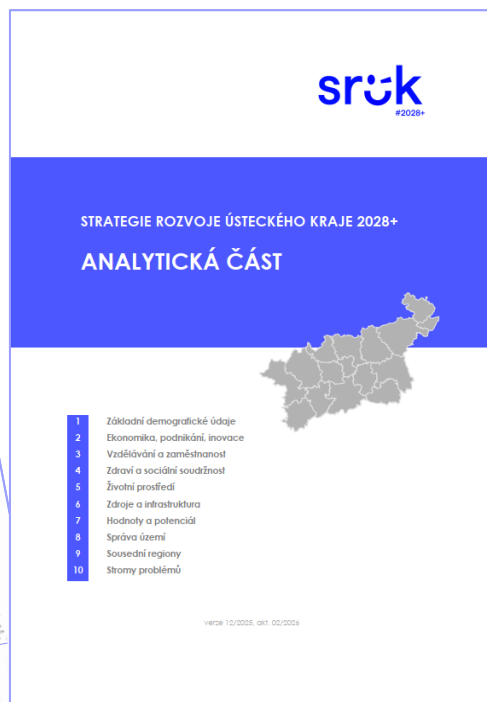 srůk
#2028+
STRATEGIE ROZVOJE ÚSTECKÉHO KRAJE 2028+
ANALYTICKÁ ČÁST
1 Základní demografické údaje
2 Ekonomika, podnikání, inovace
3 Vzdělávání a zaměstnanost
4 Zdraví a sociální soudržnost
5 Životní prostředí
6 Zdroje a infrastruktura
7 Hodnoty a potenciál
8 Správa území
9 Sousední regiony
10 Stromy problémů
verze 12/2025, akt. 02/2026